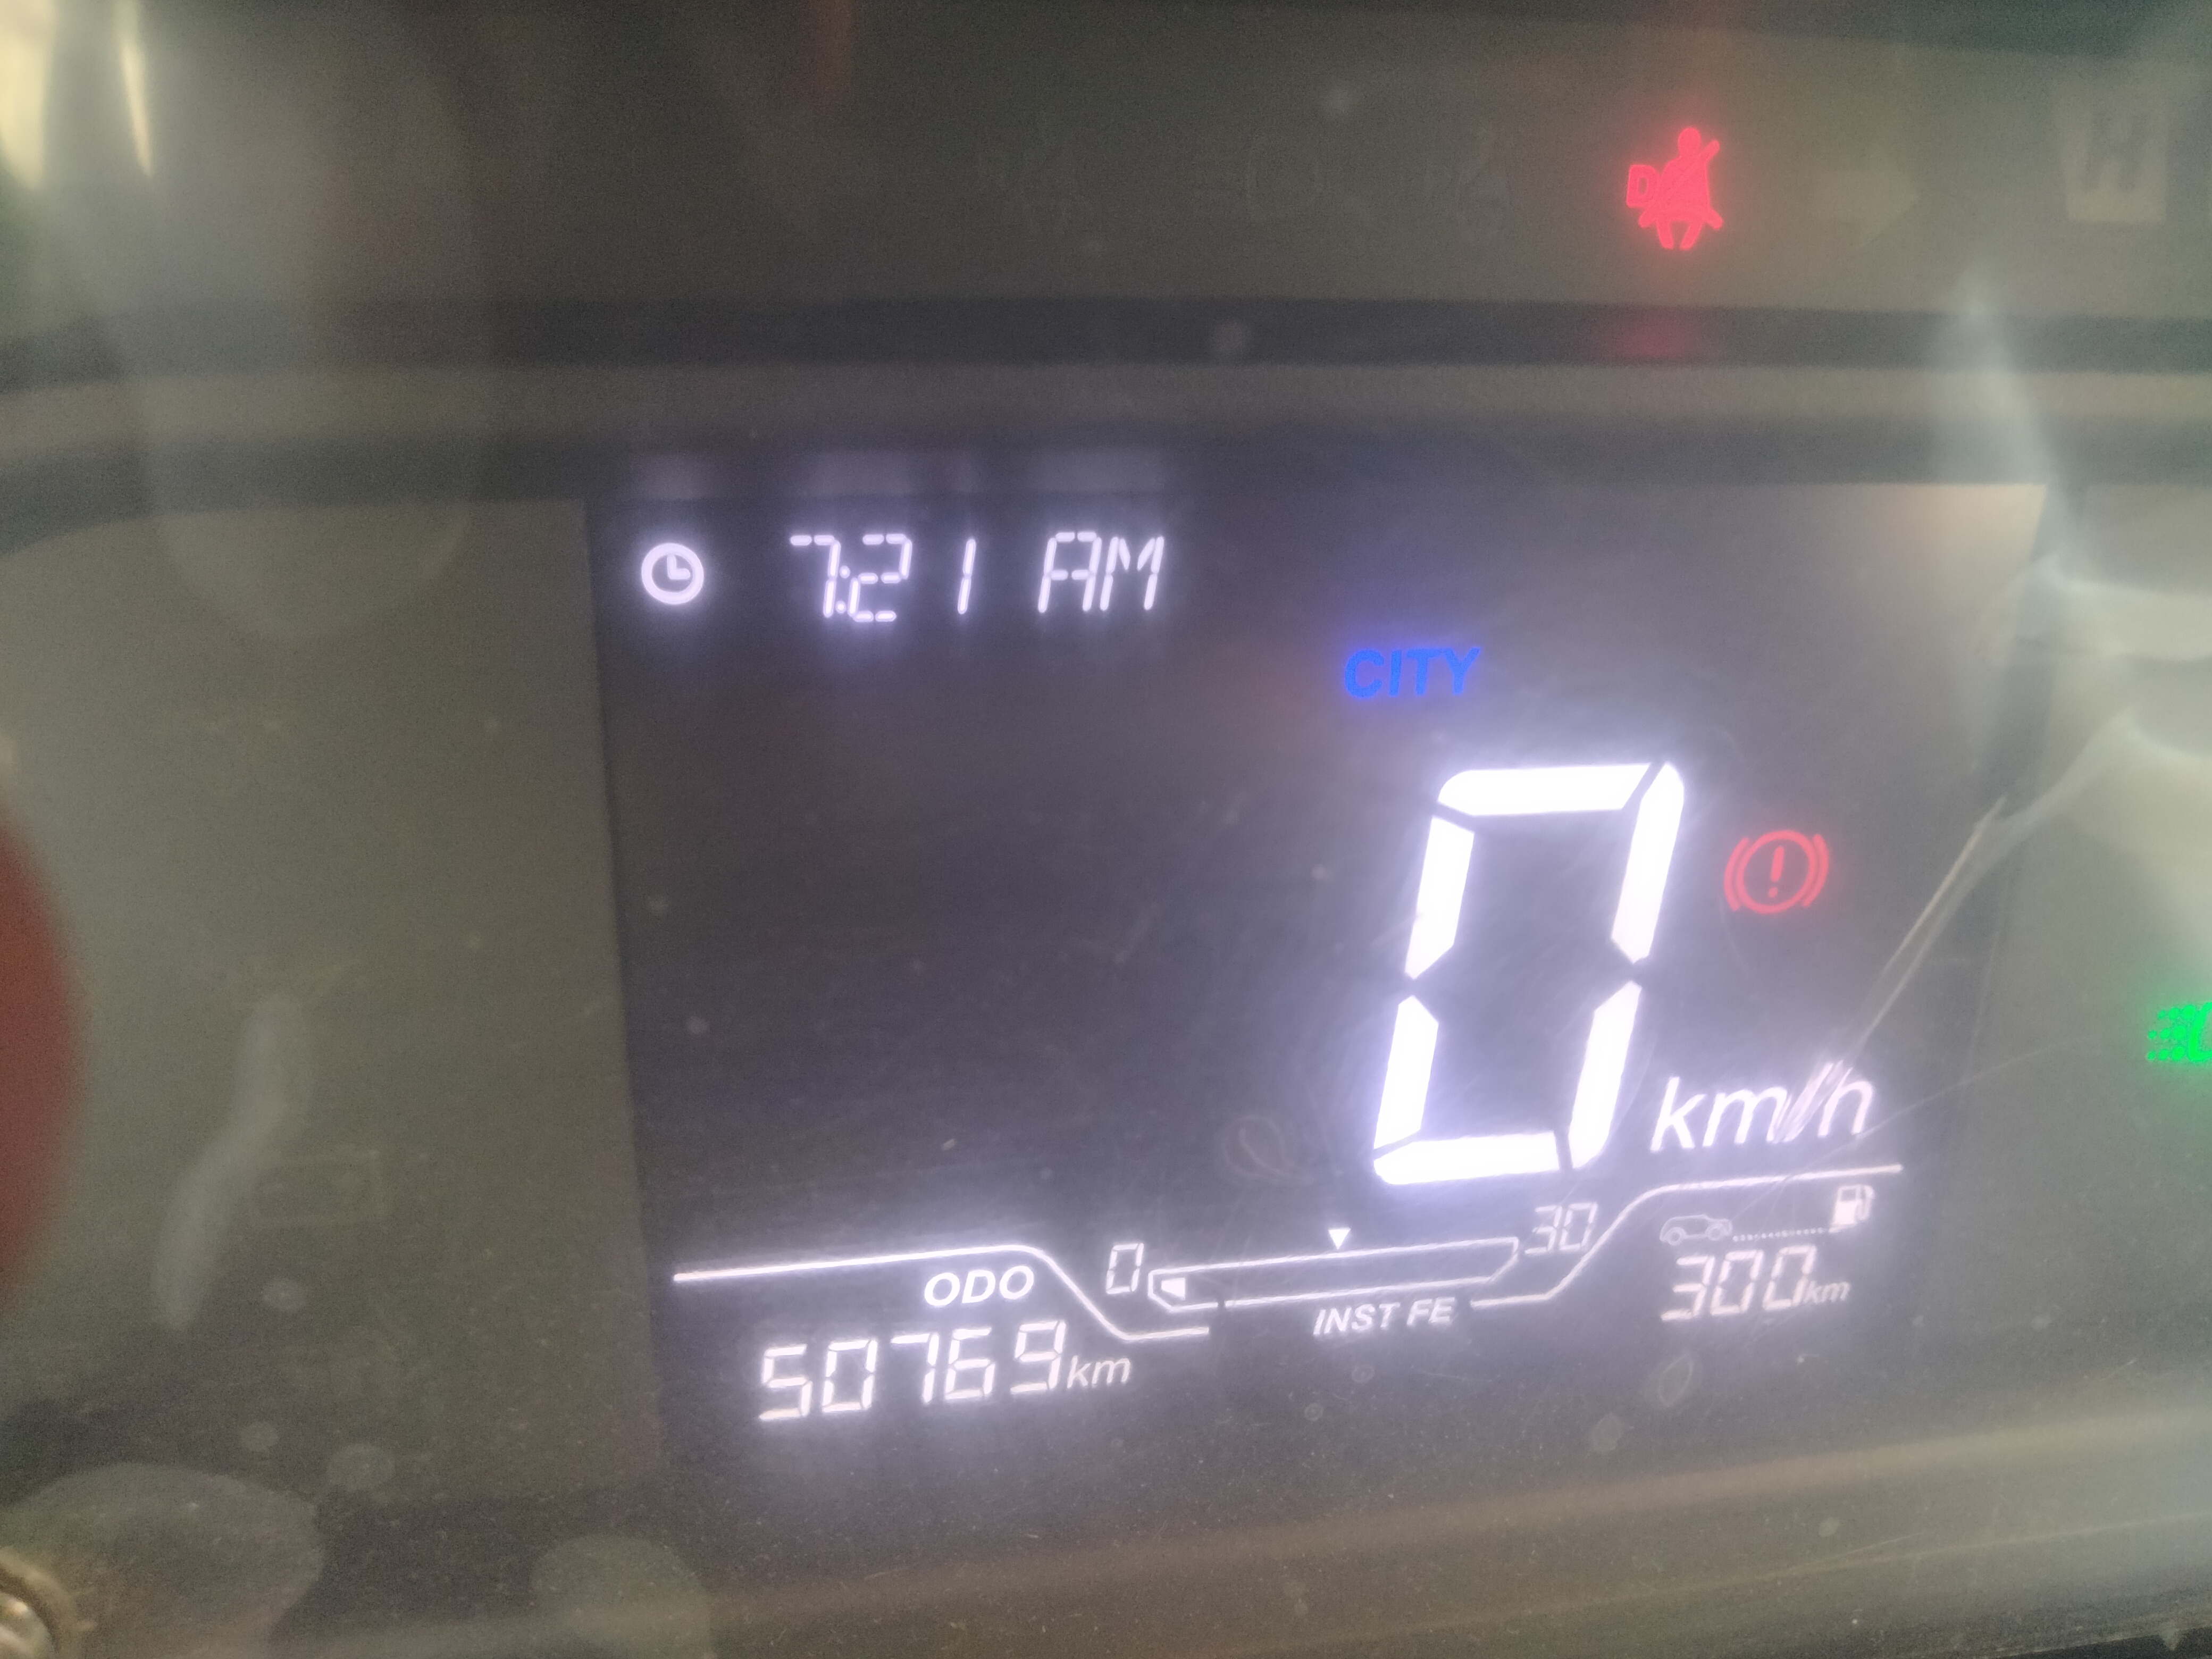 D
7:21 AM
CITY
0
km/h
0 30
ODO
INST FE
300km
50769km